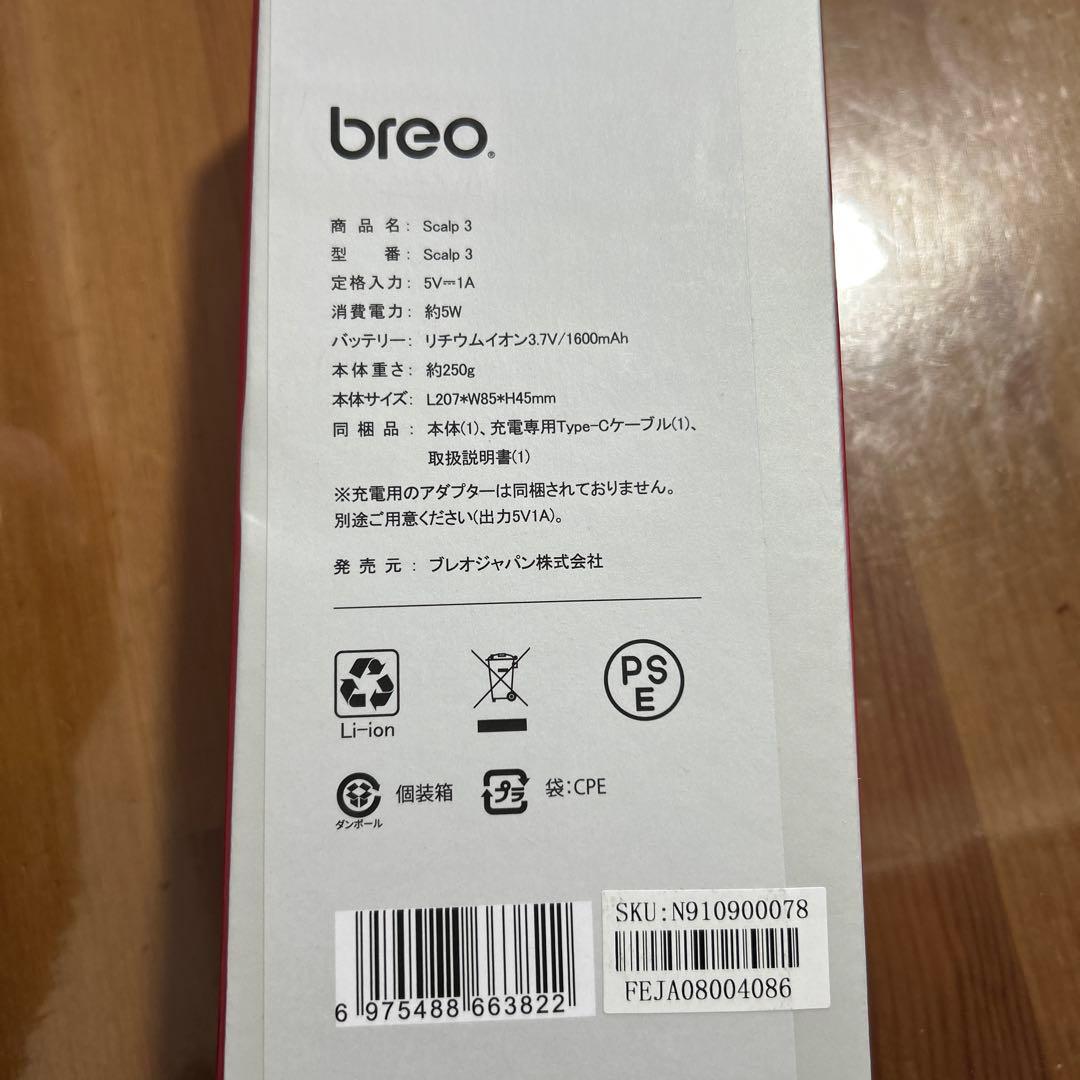 breo®
商品名： Scalp 3
型番： Scalp 3
定格入力： 5V⎓1A
消費電力： 約5W
バッテリー： リチウムイオン3.7V/1600mAh
本体重さ： 約250g
本体サイズ： L207*W85*H45mm
同梱品： 本体(1)、充電専用Type-Cケーブル(1)、
取扱説明書(1)
※充電用のアダプターは同梱されておりません。
別途ご用意ください(出力5V1A)。
発売元： ブレオジャパン株式会社
Li-ion
PS
E
ダンボール
個装箱
プラ
袋：CPE
6 975488 663822
SKU:N910900078
FEJA08004086